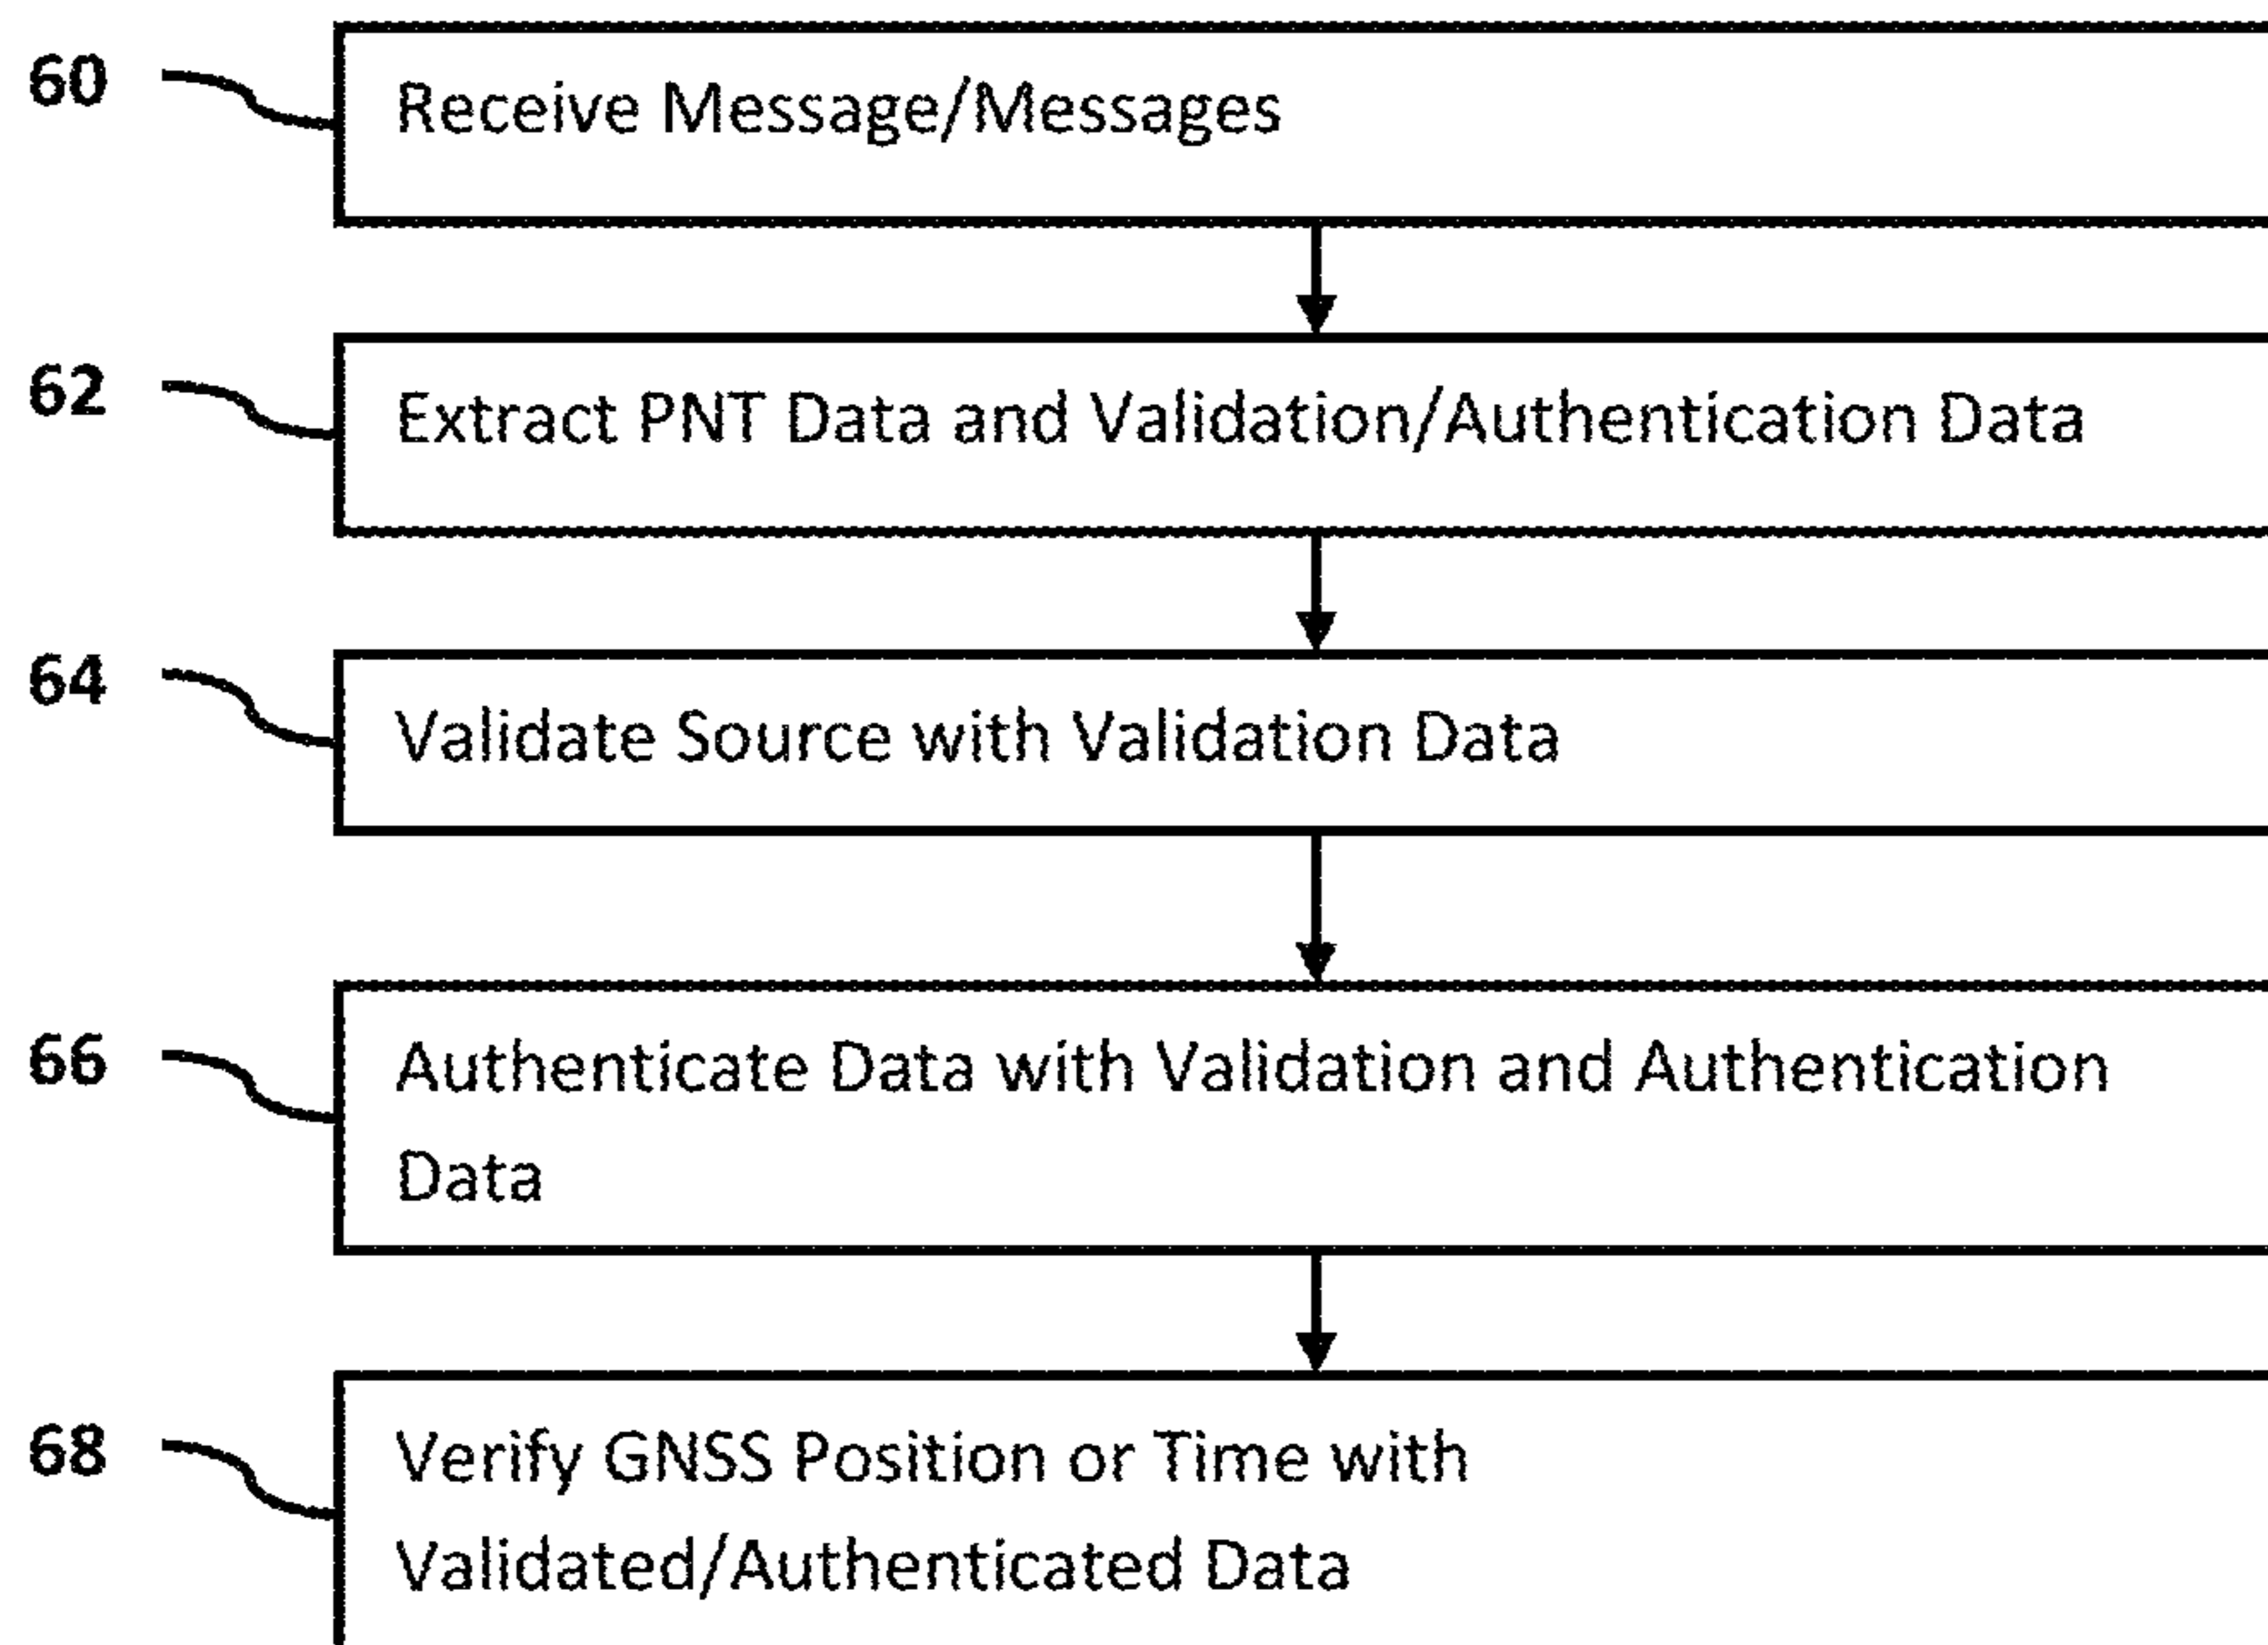 60
Receive Message/Messages
62
Extract PNT Data and Validation/Authentication Data
64
Validate Source with Validation Data
66
Authenticate Data with Validation and Authentication
Data
68
Verify GNSS Position or Time with
Validated/Authenticated Data